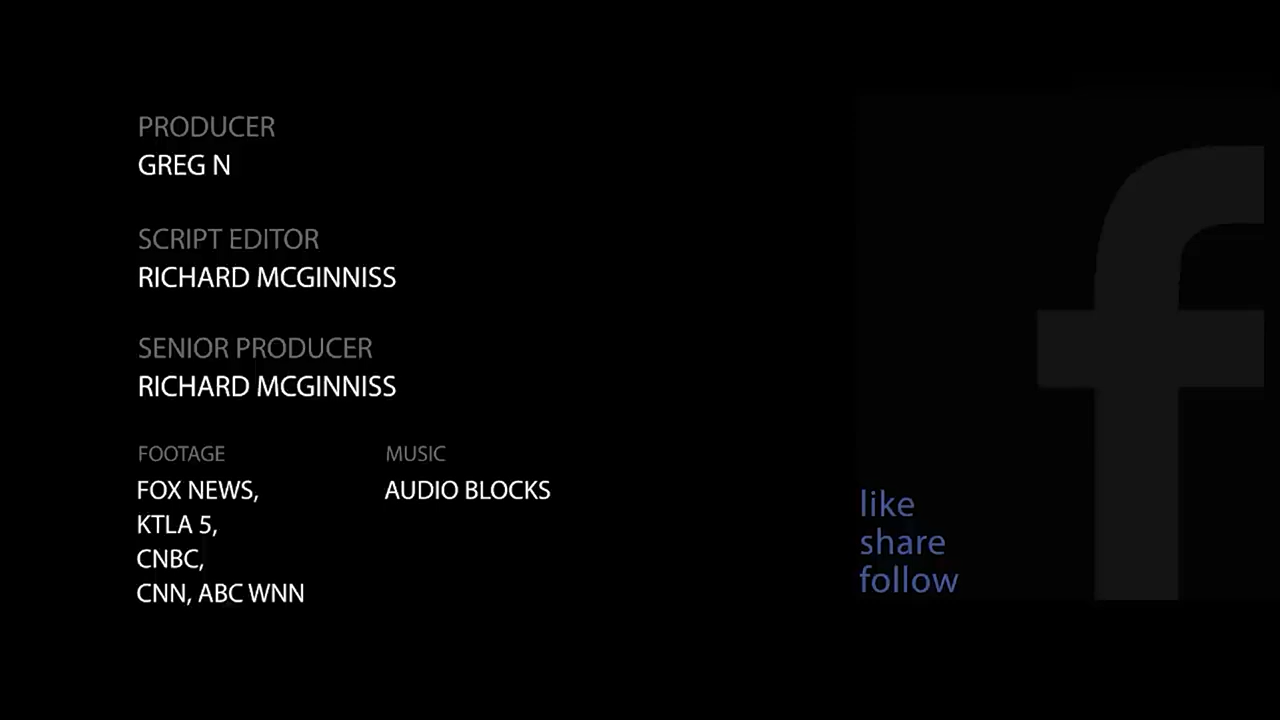 PRODUCER
GREG N
SCRIPT EDITOR
RICHARD MCGINNISS
SENIOR PRODUCER
RICHARD MCGINNISS
FOOTAGE
FOX NEWS,
KTLA 5,
CNBC,
CNN, ABC WNN
MUSIC
AUDIO BLOCKS
like
share
follow
f